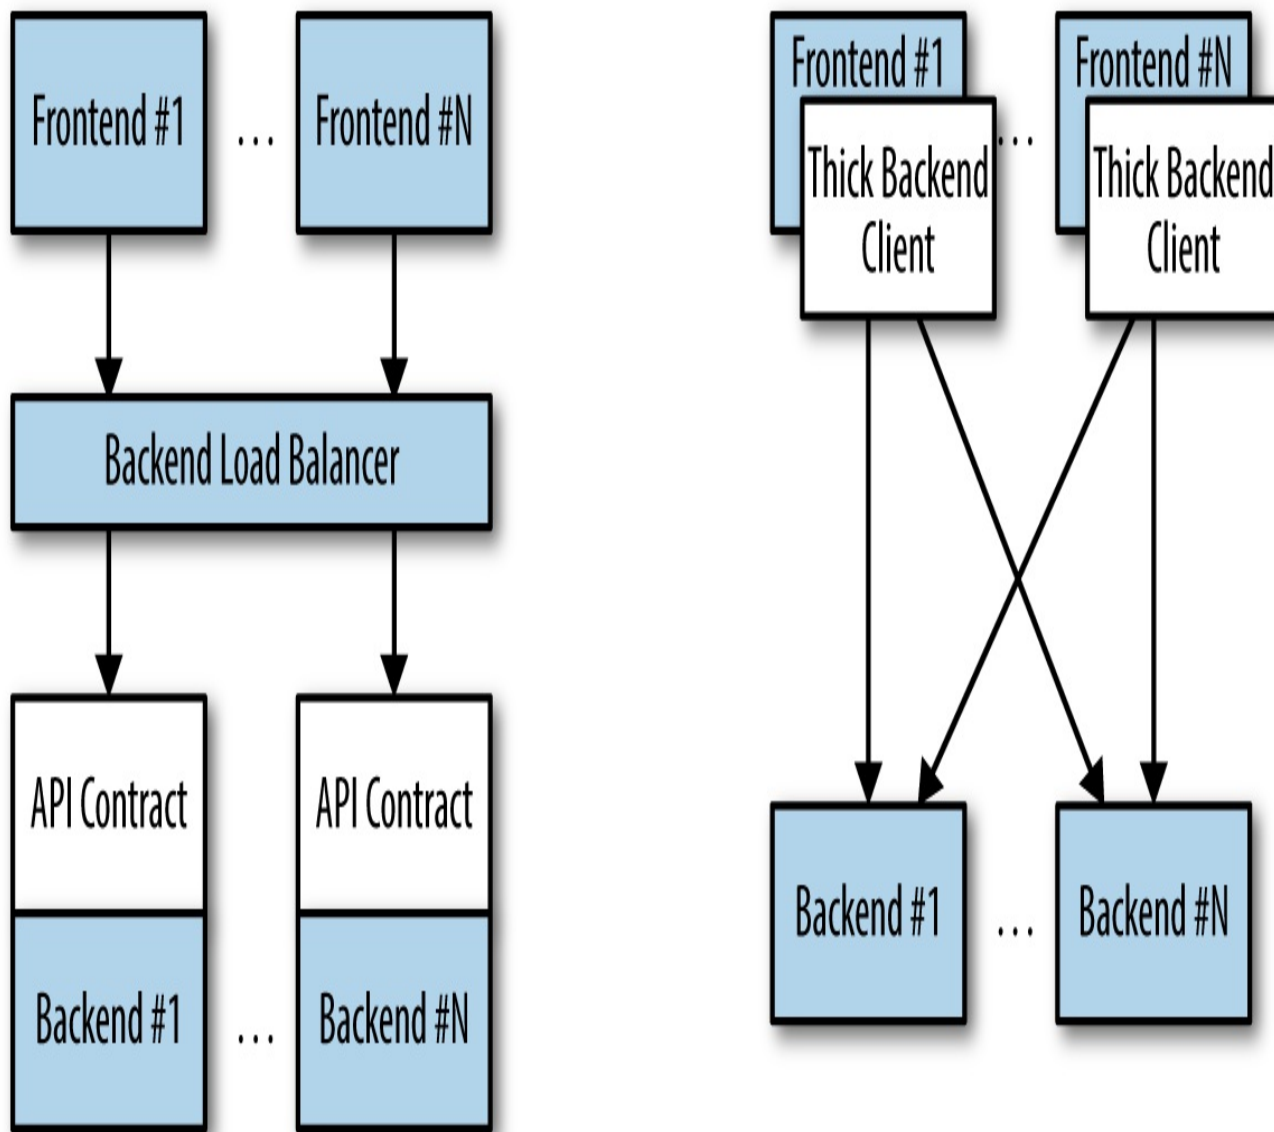 Frontend #1
...
Frontend #N
Backend Load Balancer
API Contract
API Contract
Backend #1
...
Backend #N
Frontend #1
Thick Backend
Client
...
Frontend #N
Thick Backend
Client
Backend #1
...
Backend #N